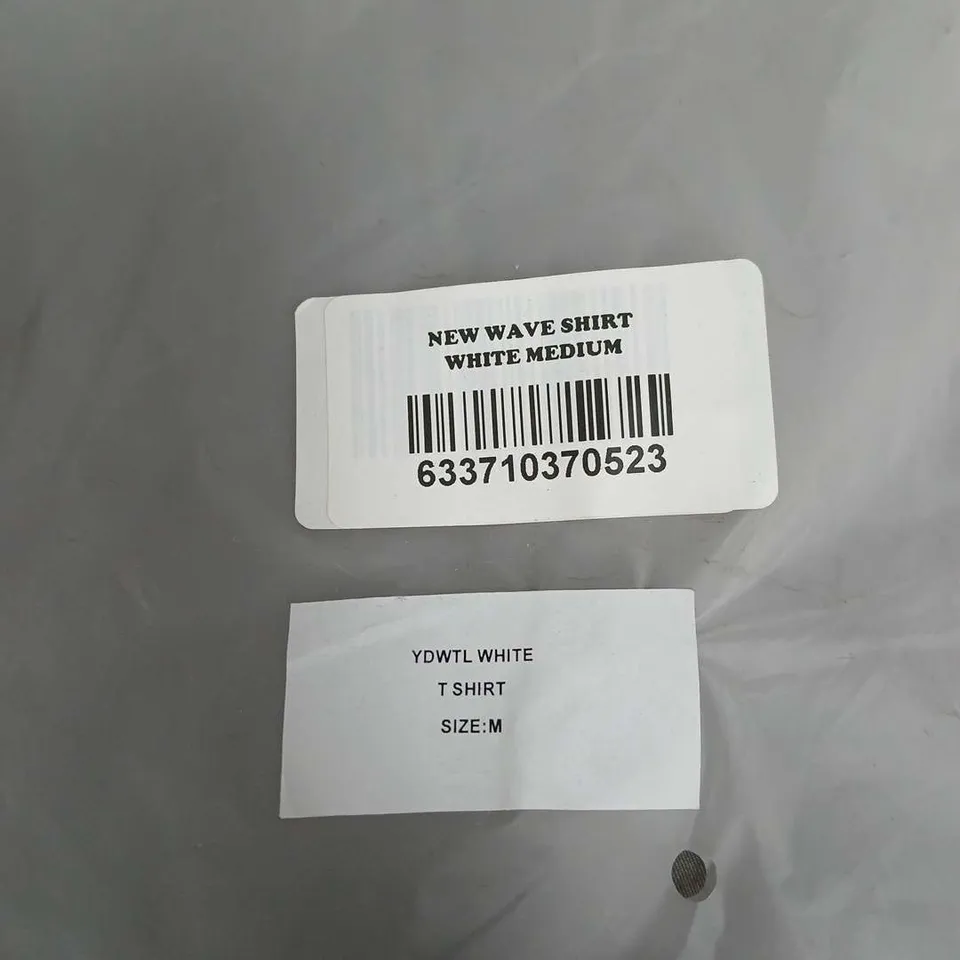 NEW WAVE SHIRT
WHITE MEDIUM
633710370523
YDWTL WHITE
T SHIRT
SIZE:M